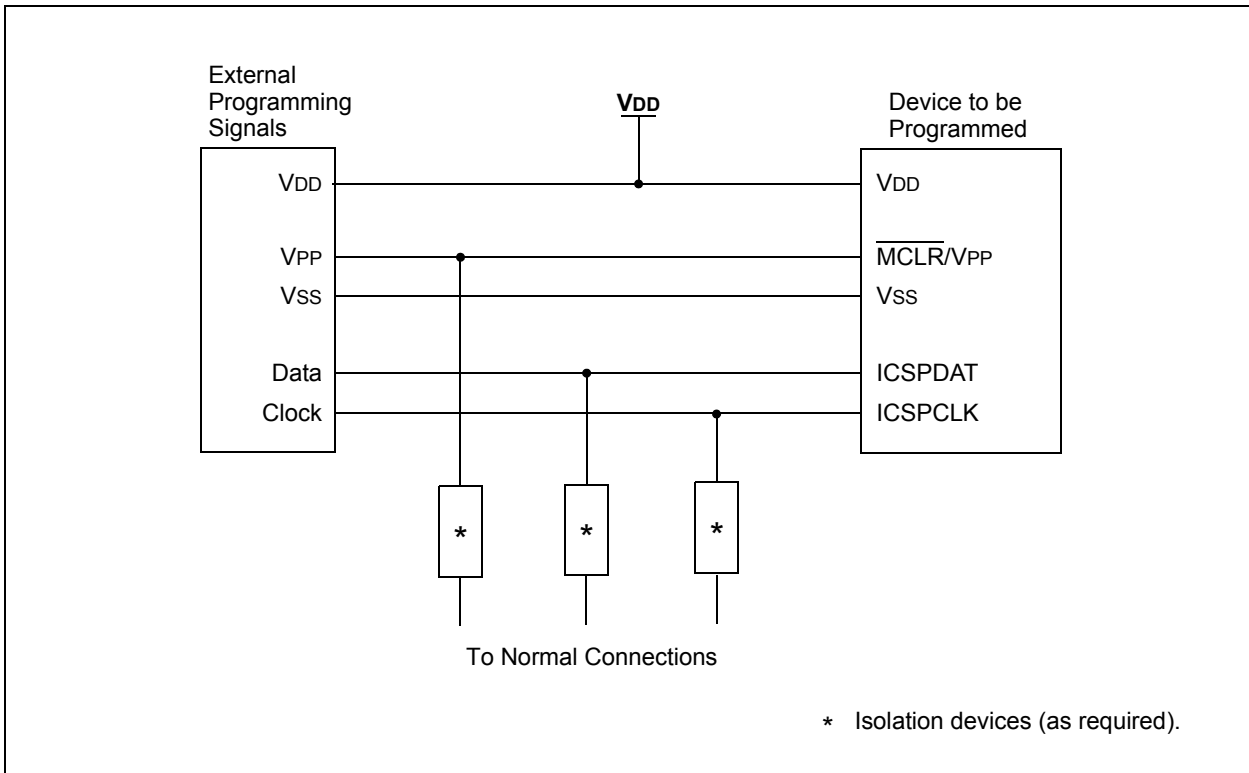 External
Programming
Signals
VDD
Device to be
Programmed
VDD
VDD
VPP
MCLR/VPP
VSS
VSS
Data
ICSPDAT
Clock
ICSPCLK
* * *
To Normal Connections
* Isolation devices (as required).